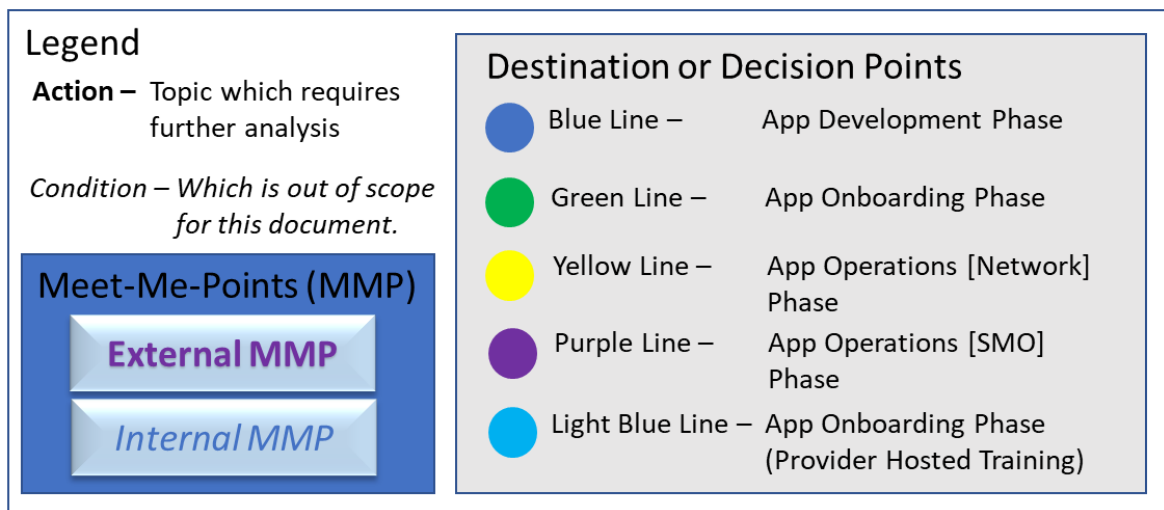 Legend
Action – Topic which requires
further analysis
Condition – Which is out of scope
for this document.
Meet-Me-Points (MMP)
External MMP
Internal MMP
Destination or Decision Points
Blue Line – App Development Phase
Green Line – App Onboarding Phase
Yellow Line – App Operations [Network]
Phase
Purple Line – App Operations [SMO]
Phase
Light Blue Line – App Onboarding Phase
(Provider Hosted Training)